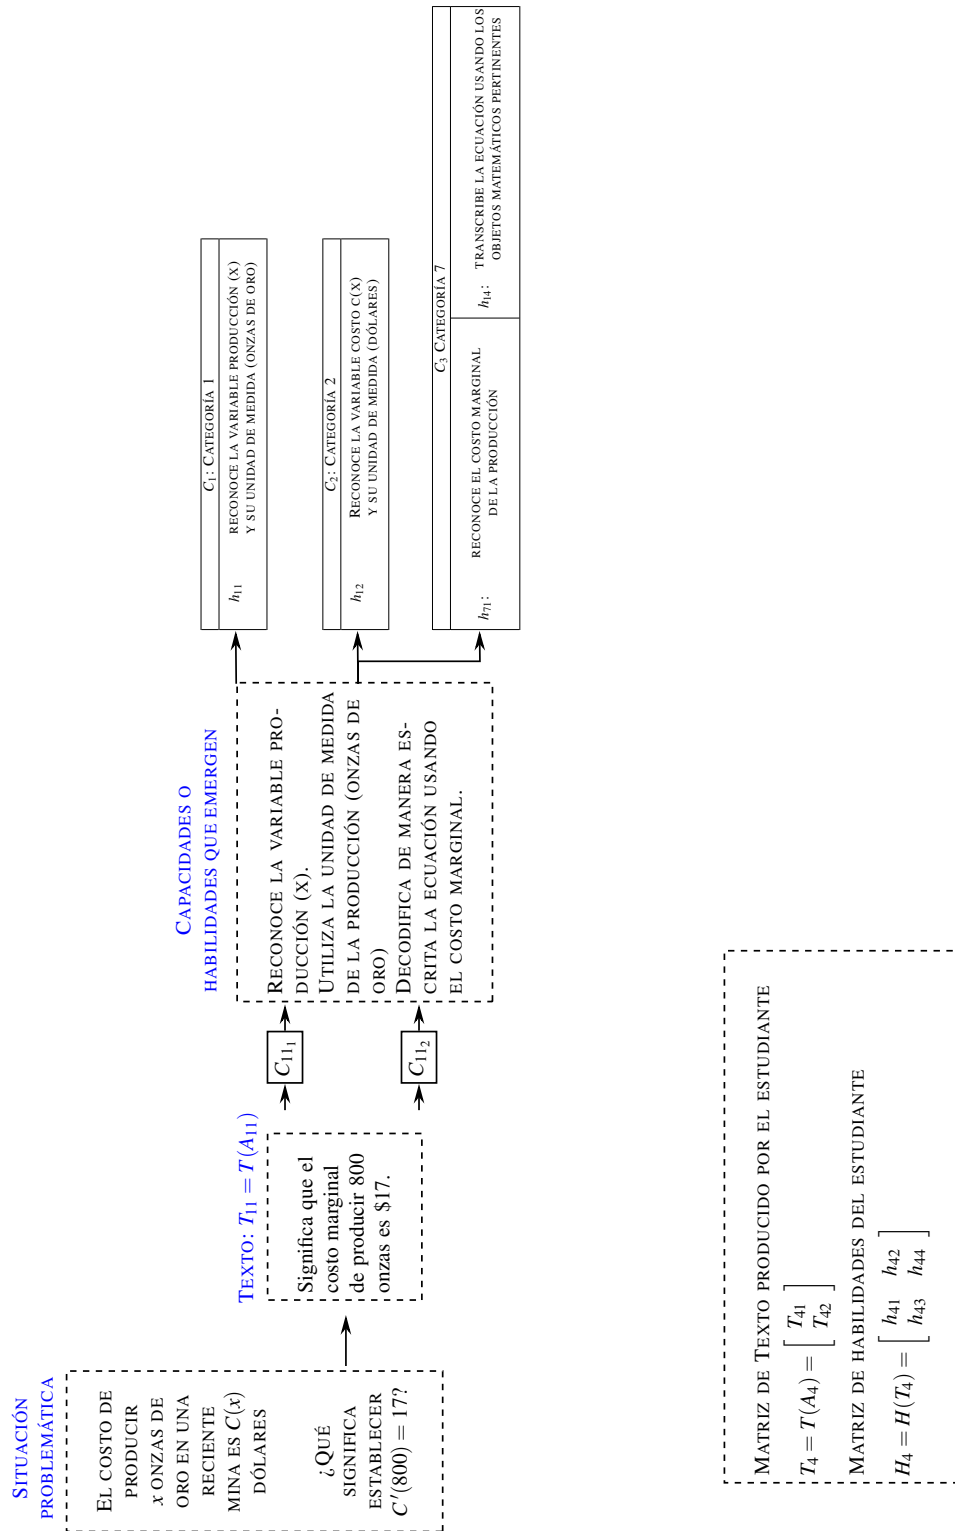 SITUACIÓN
PROBLEMÁTICA
EL COSTO DE
PRODUCIR
x ONZAS DE
ORO EN UNA
RECIENTE
MINA ES C(x)
DÓLARES
¿QUÉ
SIGNIFICA
ESTABLECER
C′(800) = 17?
TEXTO: T₁₁ = T(A₁₁)
Significa que el
costo marginal
de producir 800
onzas es $17.
C₁₁₁
C₁₁₂
CAPACIDADES O
HABILIDADES QUE EMERGEN
RECONOCE LA VARIABLE PRO-
DUCCIÓN (X).
UTILIZA LA UNIDAD DE MEDIDA
DE LA PRODUCCIÓN (ONZAS DE
ORO)
DECODIFICA DE MANERA ES-
CRITA LA ECUACIÓN USANDO
EL COSTO MARGINAL.
C₁: CATEGORÍA 1
h₁₁ RECONOCE LA VARIABLE PRODUCCIÓN (X)
Y SU UNIDAD DE MEDIDA (ONZAS DE ORO)
C₂: CATEGORÍA 2
h₁₂ RECONOCE LA VARIABLE COSTO C(X)
Y SU UNIDAD DE MEDIDA (DÓLARES)
C₃ CATEGORÍA 7
h₇₁: RECONOCE EL COSTO MARGINAL
DE LA PRODUCCIÓN
h₁₄: TRANSCRIBE LA ECUACIÓN USANDO LOS
OBJETOS MATEMÁTICOS PERTINENTES
MATRIZ DE TEXTO PRODUCIDO POR EL ESTUDIANTE
T₄ = T(A₄) = [ T₄₁
T₄₂ ]
MATRIZ DE HABILIDADES DEL ESTUDIANTE
H₄ = H(T₄) = [ h₄₁ h₄₂
h₄₃ h₄₄ ]